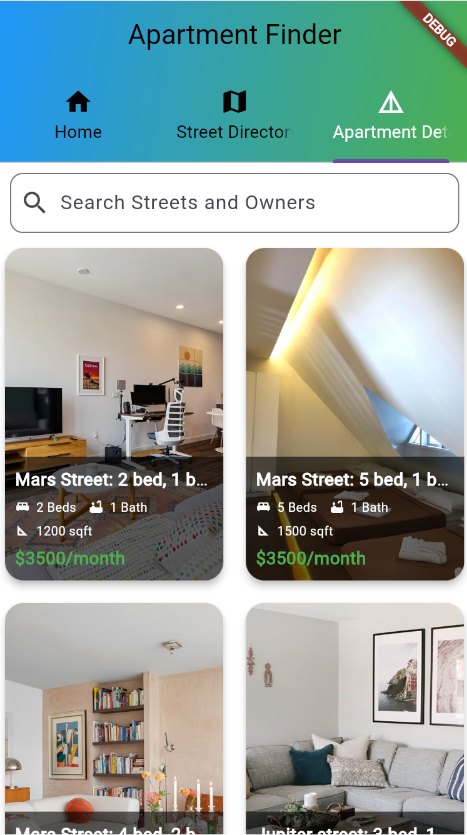 Apartment Finder
DEBUG
Home
Street Director
Apartment Det
Search Streets and Owners
Mars Street: 2 bed, 1 b...
2 Beds 1 Bath
1200 sqft
$3500/month
Mars Street: 5 bed, 1 b...
5 Beds 1 Bath
1500 sqft
$3500/month
Mars Street: 4 bed, 2 b
Jupiter street: 3 bed, 1